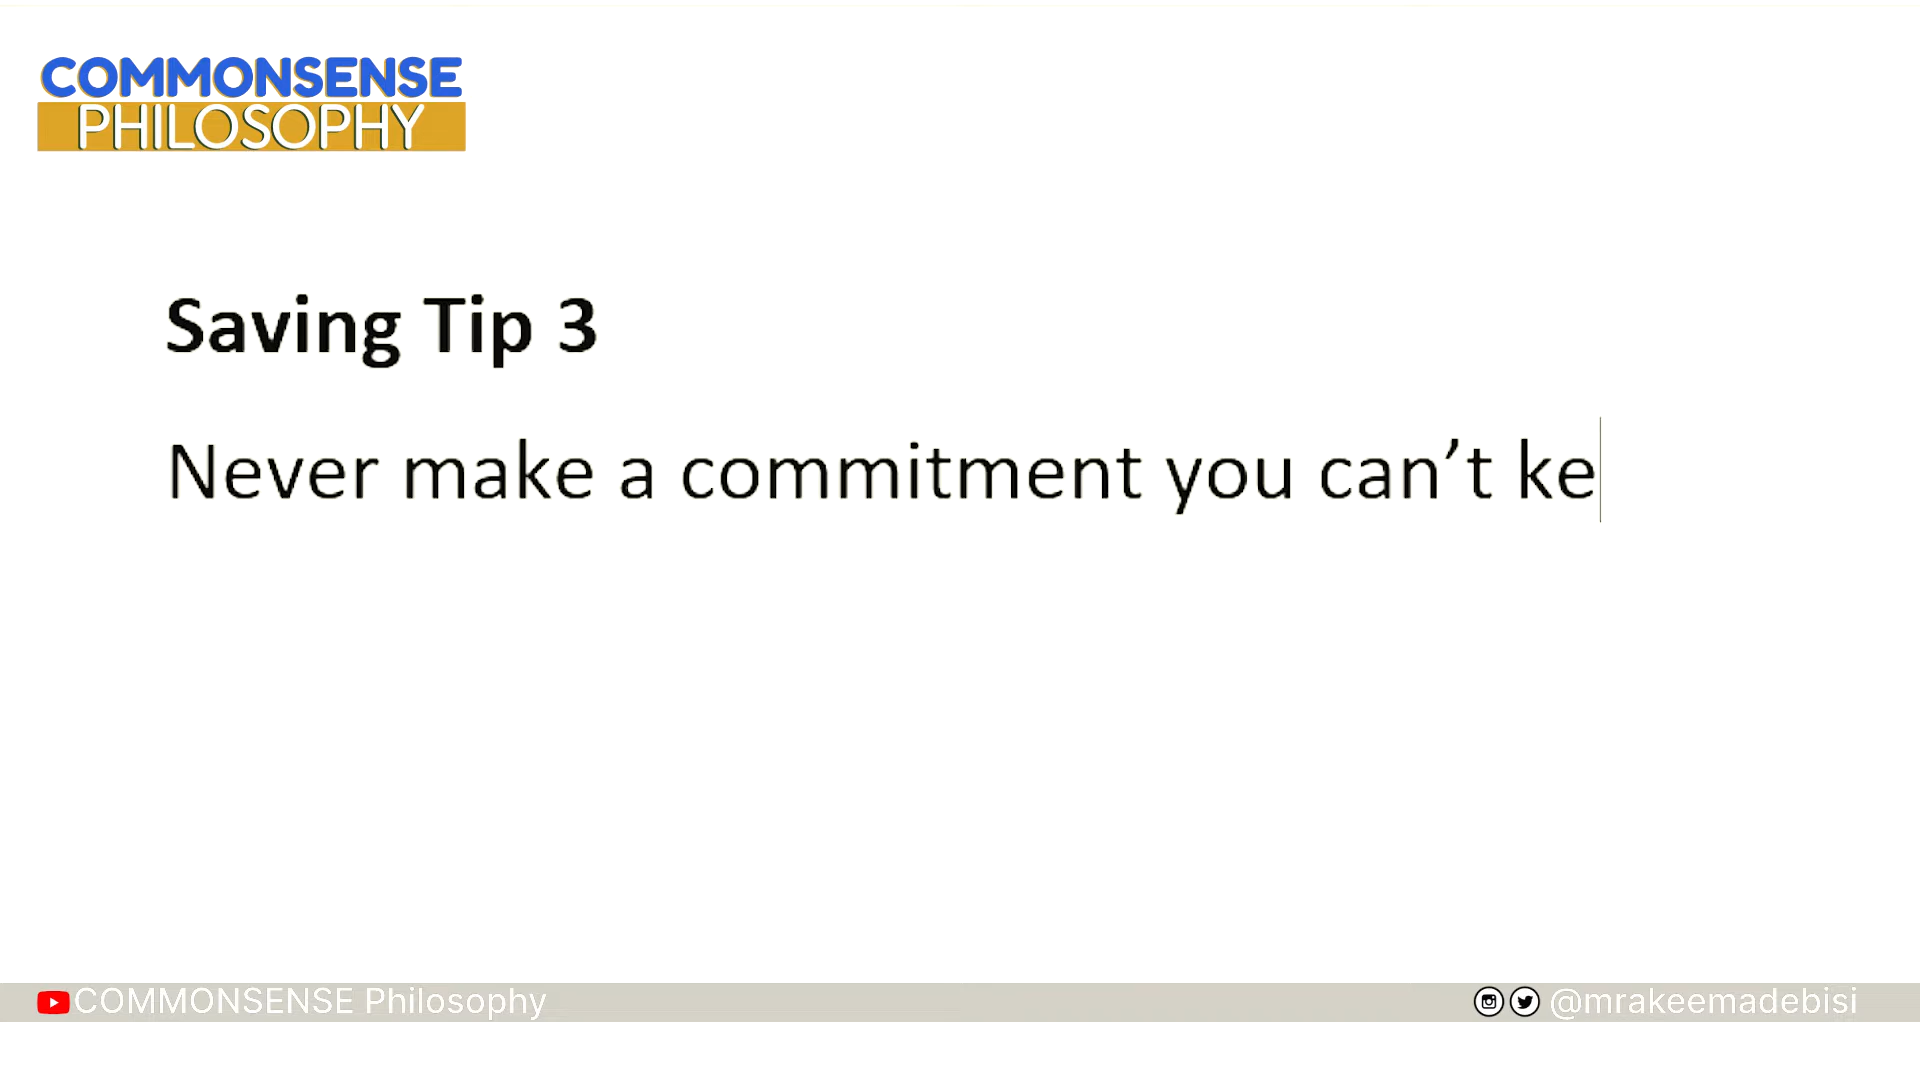 COMMONSENSE
PHILOSOPHY
Saving Tip 3
Never make a commitment you can’t ke
COMMONSENSE Philosophy
@mrakeemadebisi